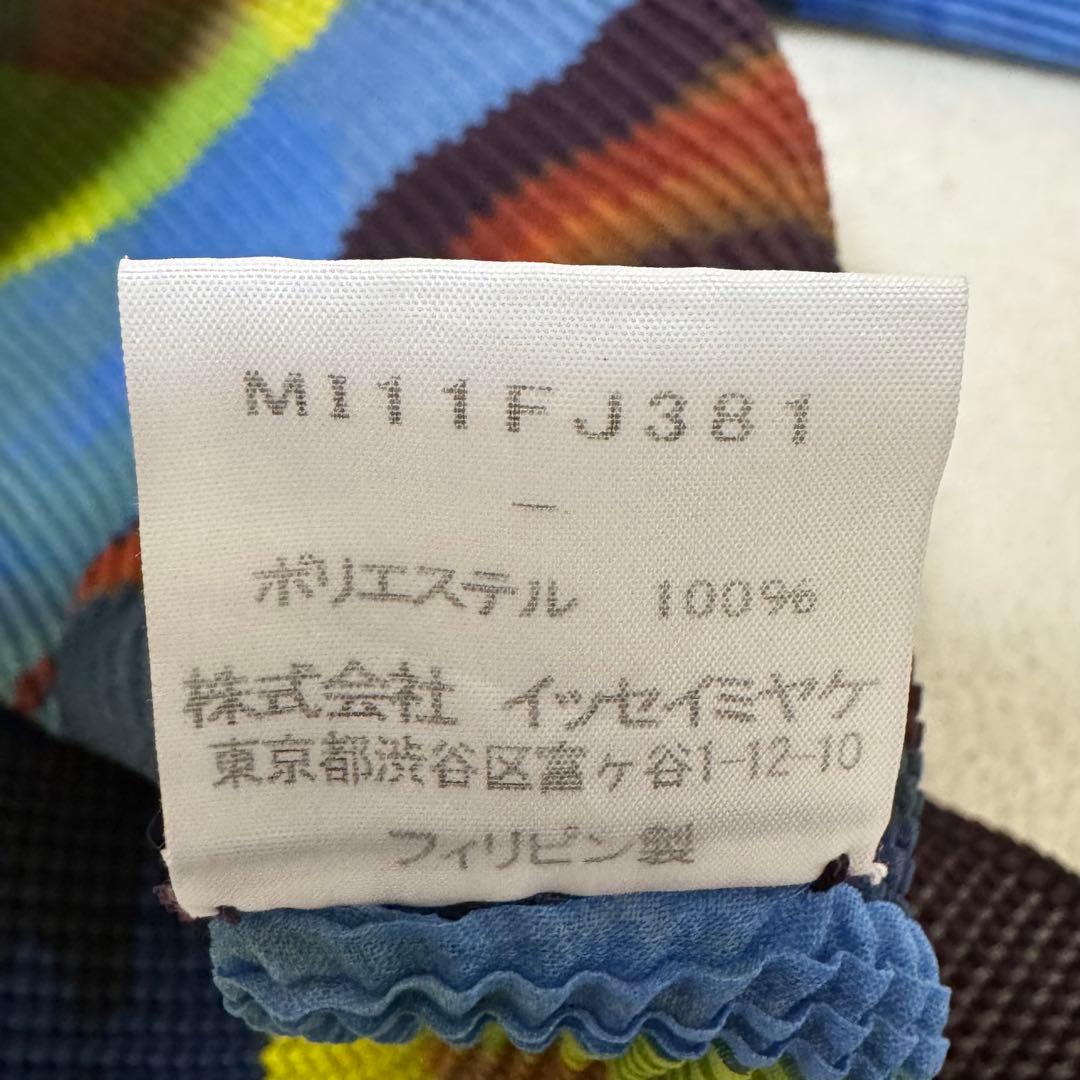 MI11FJ381
－
ポリエステル 100%
株式会社 イッセイミヤケ
東京都渋谷区富ヶ谷1-12-10
フィリピン製